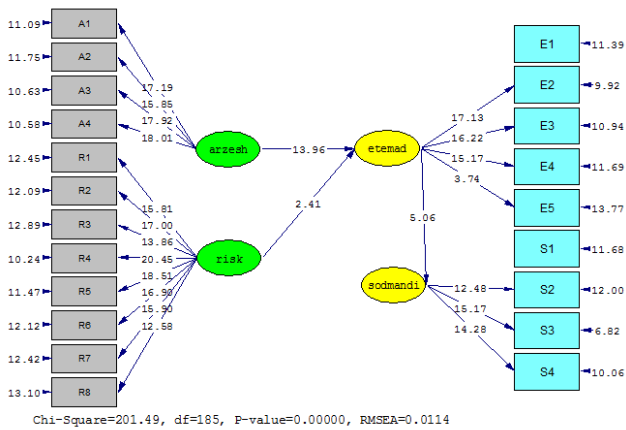 11.09 A1
11.75 A2
10.63 A3
10.58 A4
12.45 R1
12.09 R2
12.89 R3
10.24 R4
11.47 R5
12.12 R6
12.42 R7
13.10 R8
17.19
15.85
17.92
18.01
15.81
17.00
13.86
20.45
18.51
16.90
15.90
12.58
arzesh
risk
13.96
2.41
etemad
5.06
sodmandi
17.13
16.22
15.17
3.74
12.48
15.17
14.28
E1 11.39
E2 9.92
E3 10.94
E4 11.69
E5 13.77
S1 11.68
S2 12.00
S3 6.82
S4 10.06
Chi-Square=201.49, df=185, P-value=0.00000, RMSEA=0.0114